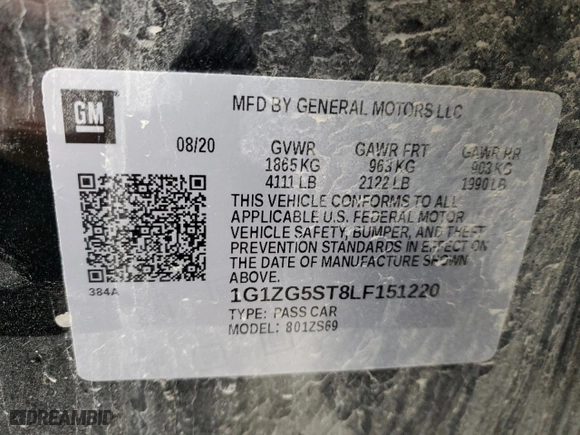 GM
MFD BY GENERAL MOTORS LLC
08/20 GVWR GAWR FRT GAWR RR
1865 KG 963 KG 903 KG
4111 LB 2122 LB 1990 LB
THIS VEHICLE CONFORMS TO ALL
APPLICABLE U.S. FEDERAL MOTOR
VEHICLE SAFETY, BUMPER, AND THEFT
PREVENTION STANDARDS IN EFFECT ON
THE DATE OF MANUFACTURE SHOWN
ABOVE.
384A
1G1ZG5ST8LF151220
TYPE: PASS CAR
MODEL: 801ZS69
DREAMBID